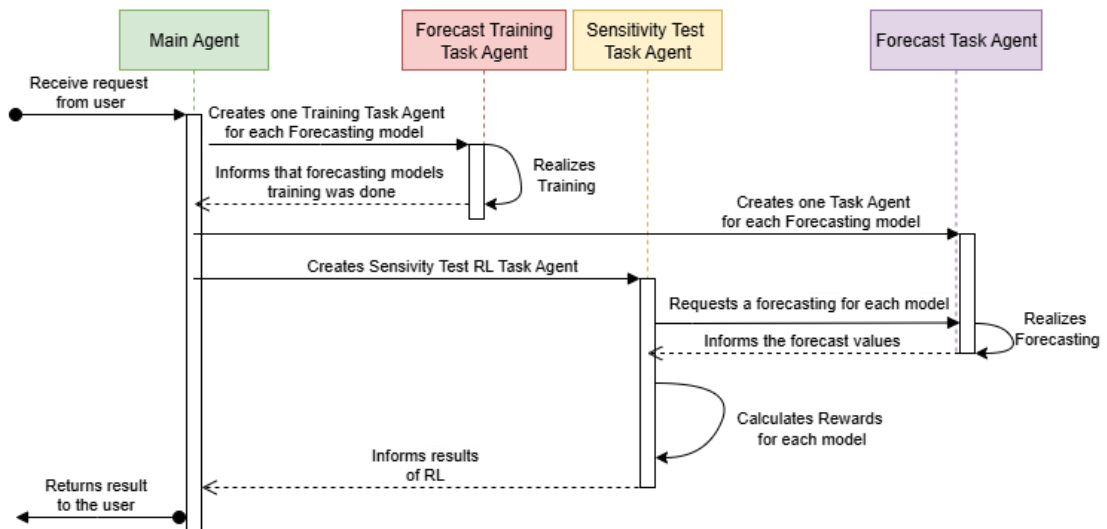 Main Agent
Forecast Training
Task Agent
Sensitivity Test
Task Agent
Forecast Task Agent
Receive request
from user
Creates one Training Task Agent
for each Forecasting model
Realizes
Training
Informs that forecasting models
training was done
Creates one Task Agent
for each Forecasting model
Creates Sensivity Test RL Task Agent
Requests a forecasting for each model
Realizes
Forecasting
Informs the forecast values
Calculates Rewards
for each model
Informs results
of RL
Returns result
to the user